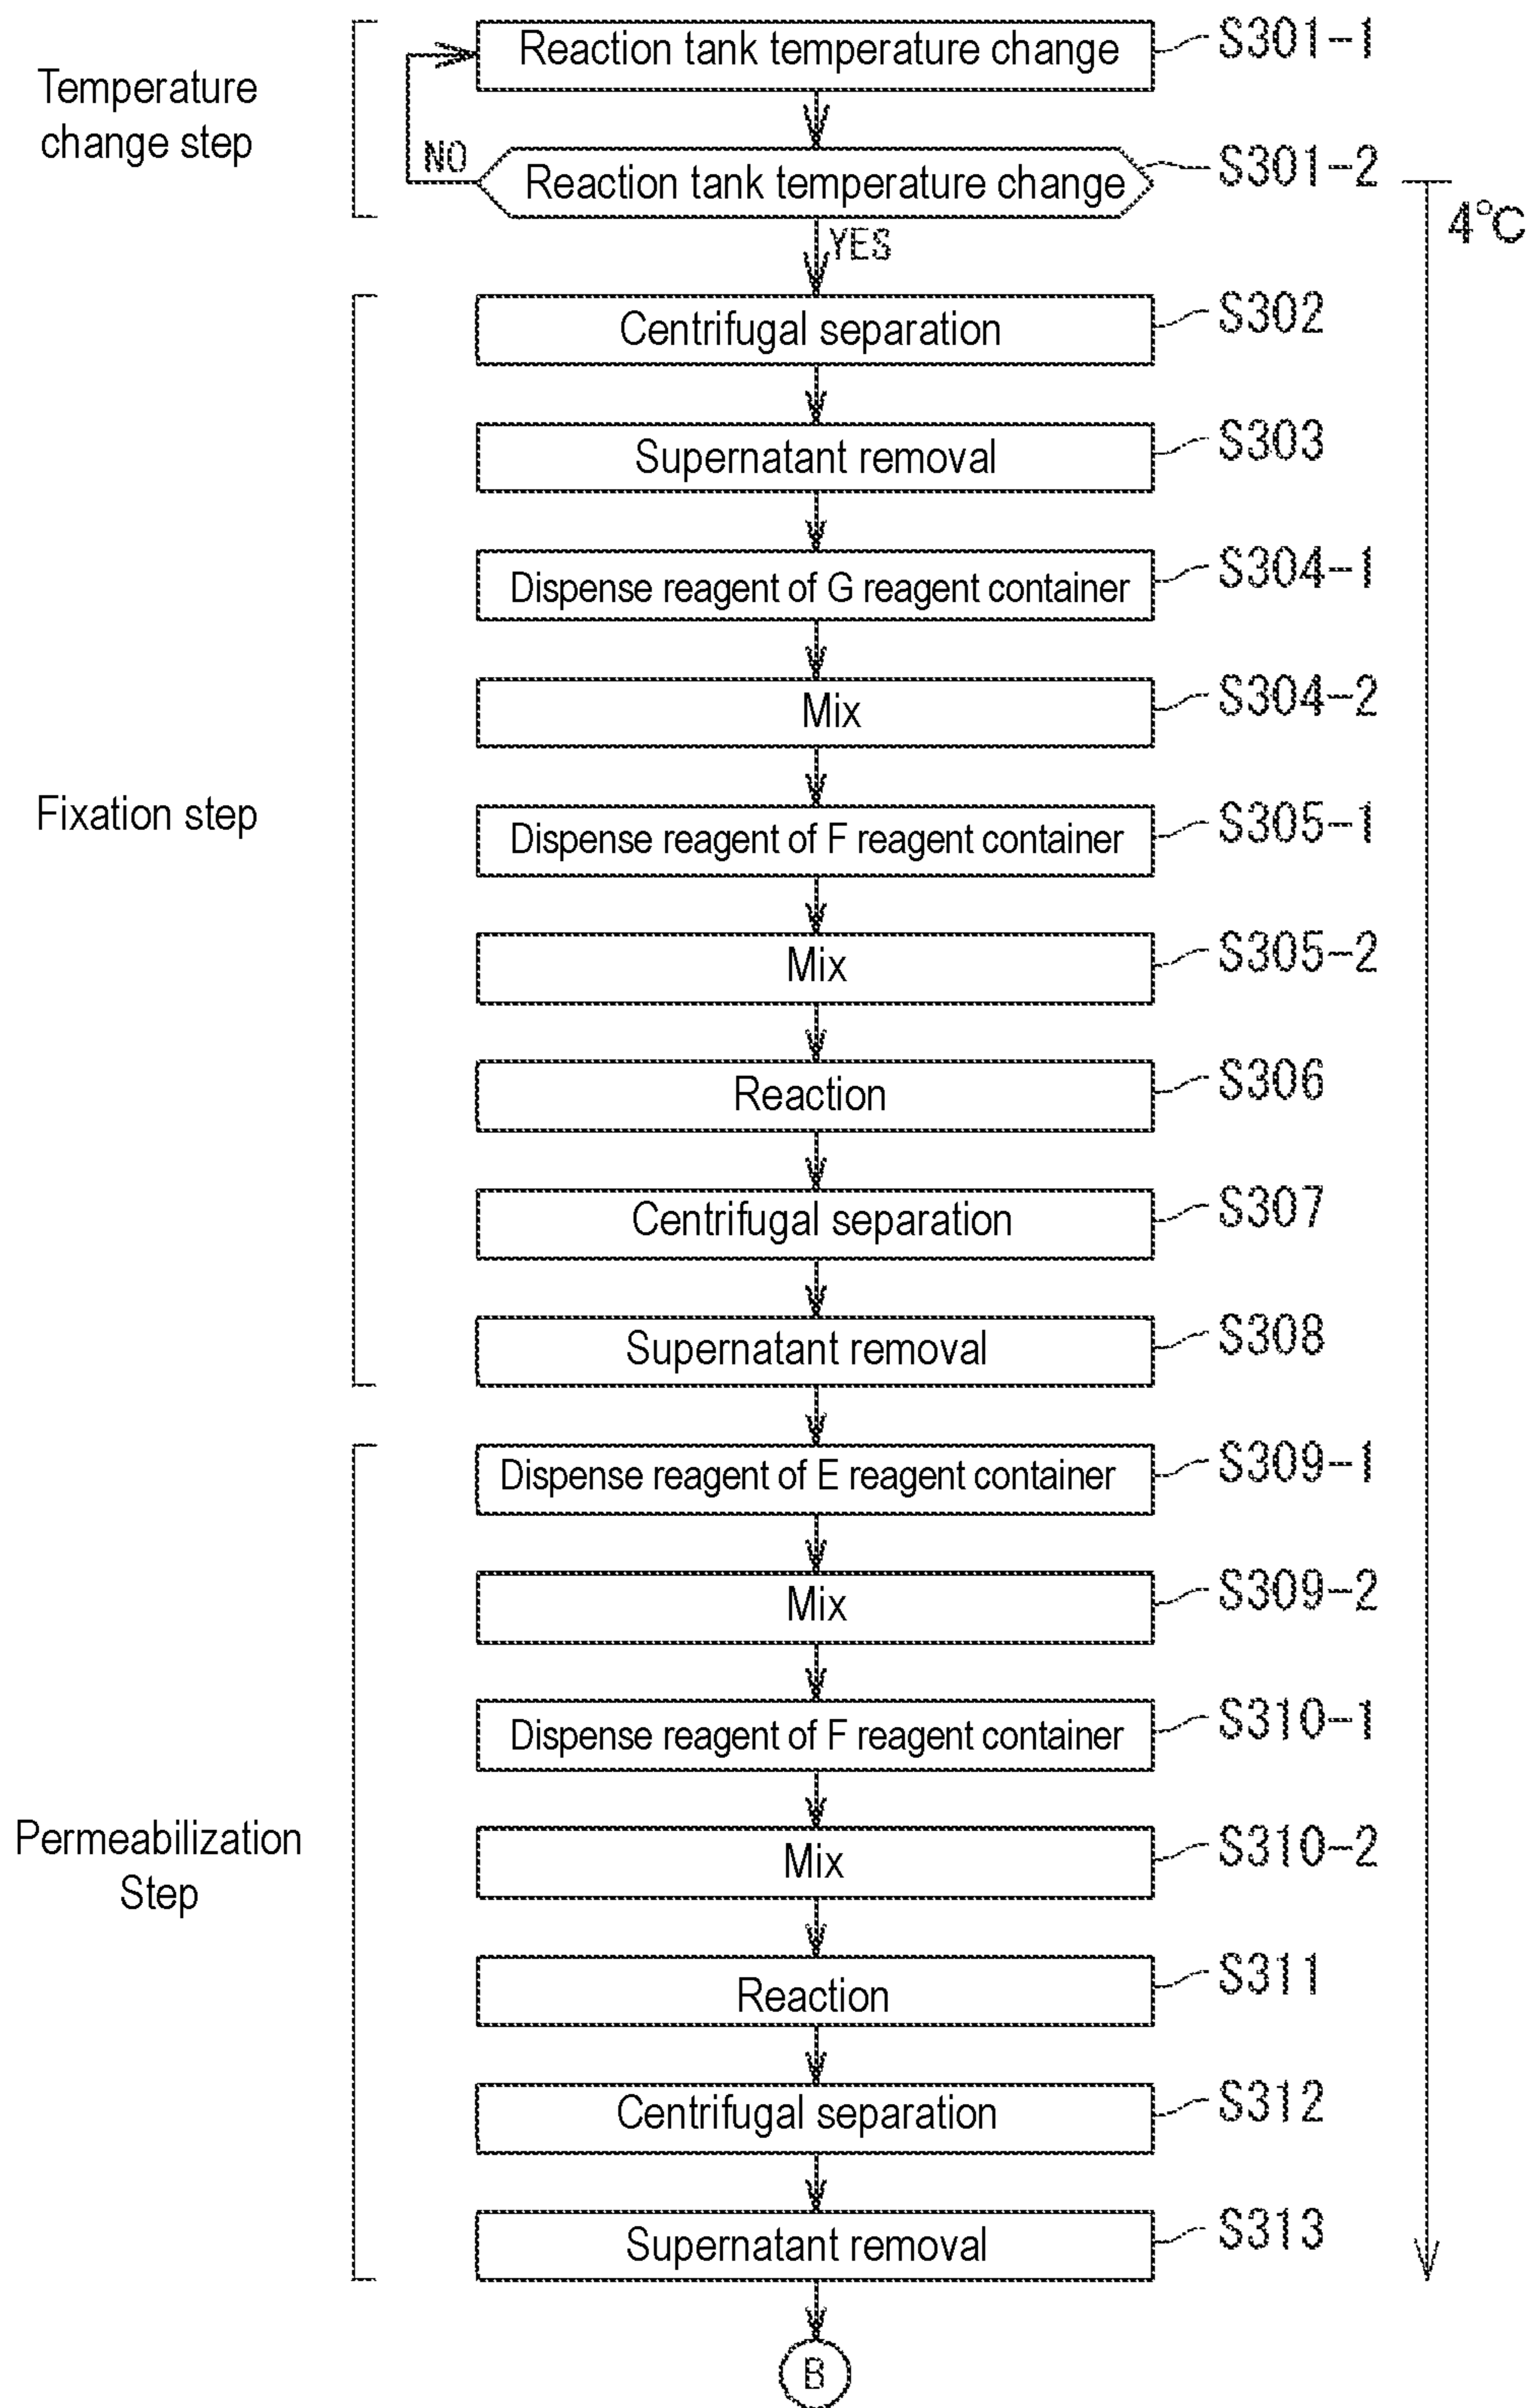 Reaction tank temperature change
S301-1
Temperature
change step
NO
Reaction tank temperature change
S301-2
4°C
YES
Centrifugal separation
S302
Supernatant removal
S303
Dispense reagent of G reagent container
S304-1
Mix
S304-2
Fixation step
Dispense reagent of F reagent container
S305-1
Mix
S305-2
Reaction
S306
Centrifugal separation
S307
Supernatant removal
S308
Dispense reagent of E reagent container
S309-1
Mix
S309-2
Dispense reagent of F reagent container
S310-1
Permeabilization
Step
Mix
S310-2
Reaction
S311
Centrifugal separation
S312
Supernatant removal
S313
B